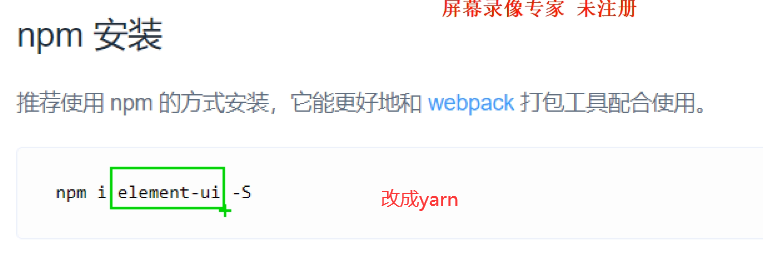 屏幕录像专家 未注册
npm 安装
推荐使用 npm 的方式安装，它能更好地和 webpack 打包工具配合使用。
npm i element-ui -S
改成yarn